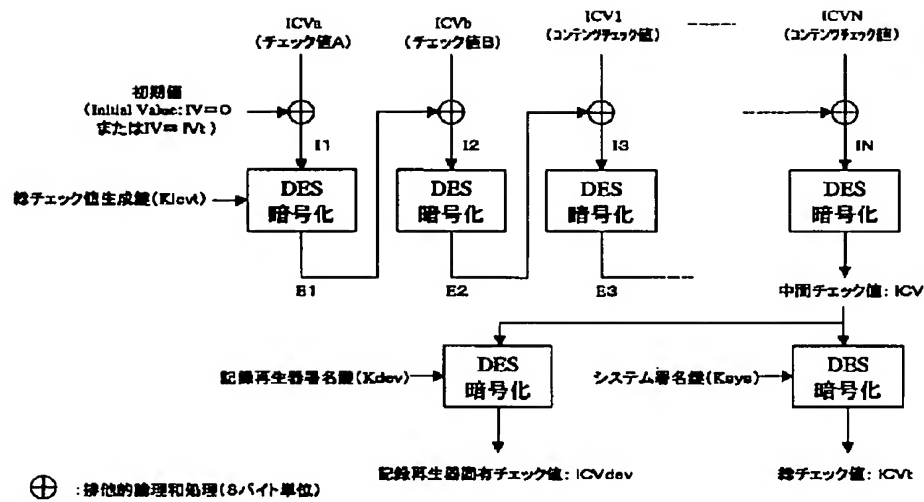 ICVa
(チェック値A)
ICVb
(チェック値B)
ICV1
(コンテンツチェック値)
ICVN
(コンテンツチェック値)
初期値
(Initial Value: IV=0
またはIV=IVt)
I1
I2
I3
IN
総チェック値生成鍵(Kicvt)
DES
暗号化
DES
暗号化
DES
暗号化
DES
暗号化
E1
E2
E3
中間チェック値: ICV
記録再生器署名鍵(Kdev)
DES
暗号化
システム署名鍵(Ksys)
DES
暗号化
記録再生器固有チェック値: ICVdev
総チェック値: ICVt
:排他的論理和処理(8バイト単位)